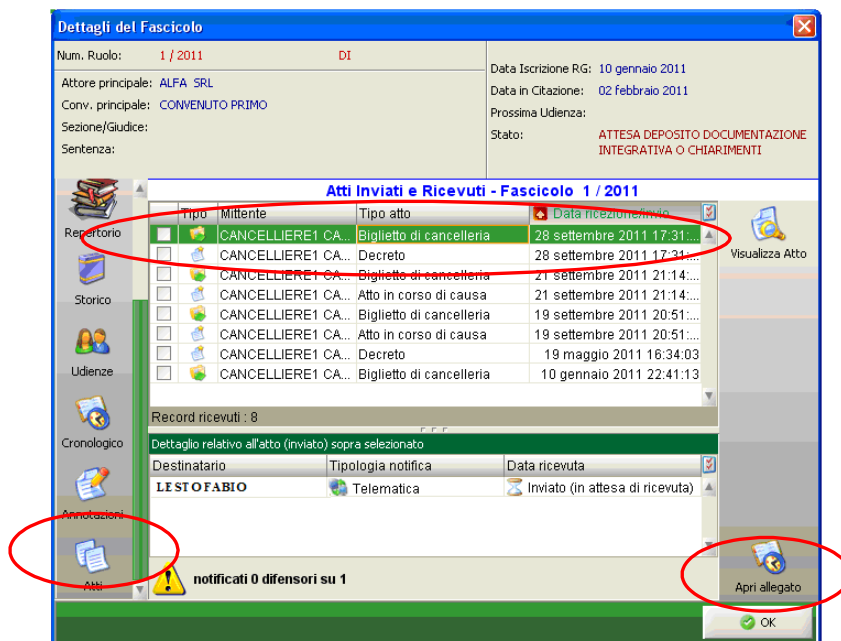 Dettagli del Fascicolo
Num. Ruolo: 1 / 2011 DI
Attore principale: ALFA SRL
Conv. principale: CONVENUTO PRIMO
Sezione/Giudice:
Sentenza:
Data Iscrizione RG: 10 gennaio 2011
Data in Citazione: 02 febbraio 2011
Prossima Udienza:
Stato: ATTESA DEPOSITO DOCUMENTAZIONE
INTEGRATIVA O CHIARIMENTI
Repertorio
Storico
Udienze
Cronologico
Annotazioni
Atti
Atti Inviati e Ricevuti - Fascicolo 1 / 2011
Tipo Mittente Tipo atto Data ricezione/invio
CANCELLIERE1 CA... Biglietto di cancelleria 28 settembre 2011 17:31:...
CANCELLIERE1 CA... Decreto 28 settembre 2011 17:31:...
CANCELLIERE1 CA... Biglietto di cancelleria 21 settembre 2011 21:14:...
CANCELLIERE1 CA... Atto in corso di causa 21 settembre 2011 21:14:...
CANCELLIERE1 CA... Biglietto di cancelleria 19 settembre 2011 20:51:...
CANCELLIERE1 CA... Atto in corso di causa 19 settembre 2011 20:51:...
CANCELLIERE1 CA... Decreto 19 maggio 2011 16:34:03
CANCELLIERE1 CA... Biglietto di cancelleria 10 gennaio 2011 22:41:13
Record ricevuti : 8
Dettaglio relativo all'atto (inviato) sopra selezionato
Destinatario Tipologia notifica Data ricevuta
LESTOFABIO Telematica Inviato (in attesa di ricevuta)
notificati 0 difensori su 1
Visualizza Atto
Apri allegato
OK